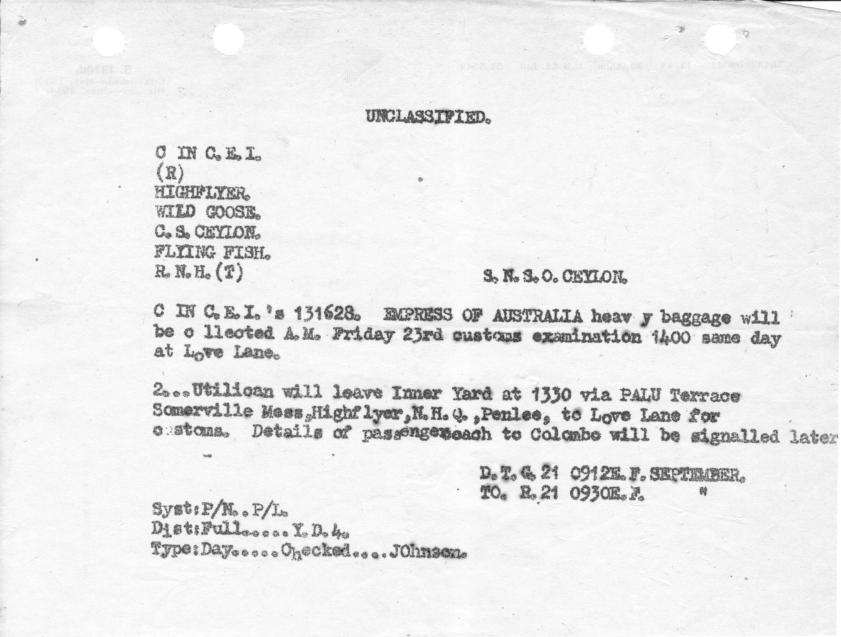 UNCLASSIFIED.
C IN C. E. I.
(R)
HIGHFLYER.
WILD GOOSE.
C. S. CEYLON.
FLYING FISH.
R. N. H. (T)
S. N. S. O. CEYLON.
C IN C. E. I. 's 131628. EMPRESS OF AUSTRALIA heav y baggage will
be c llected A.M. Friday 23rd customs examination 1400 same day
at Love Lane.
2...Utilican will leave Inner Yard at 1330 via PALU Terrace
Somerville Mess,Highflyer,N.H.Q.,Penlee, to Love Lane for
customs. Details of passengerceach to Colombo will be signalled later
D. T. G. 21 0912E. F. SEPTEMBER.
TO. R. 21 0930E. F. "
Syst:P/N..P/L.
Dist:Full.....Y.D.4.
Type:Day.....Checked....JOhnson.